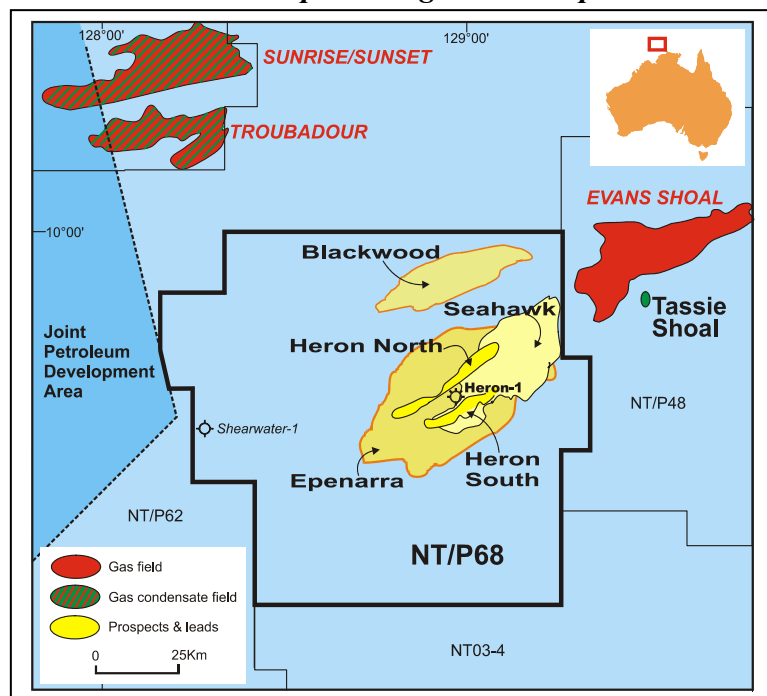 128°00'
129°00'
SUNRISE/SUNSET
TROUBADOUR
EVANS SHOAL
10°00'
Blackwood
Seahawk
Tassie
Shoal
Joint
Petroleum
Development
Area
Heron North
Heron-1
NT/P48
Shearwater-1
Heron
South
Epenarra
NT/P62
NT/P68
Gas field
Gas condensate field
Prospects & leads
0 25Km
NT03-4